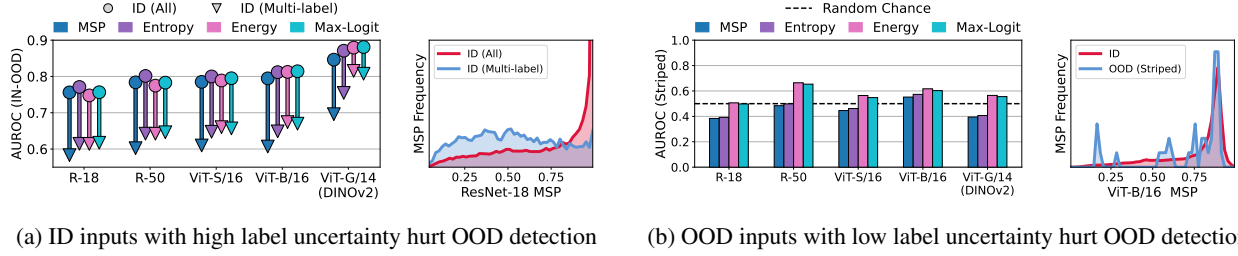 ID (All) ID (Multi-label)
MSP Entropy Energy Max-Logit
AUROC (IN-OOD)
0.9
0.8
0.7
0.6
R-18 R-50 ViT-S/16 ViT-B/16 ViT-G/14
(DINOv2)
MSP Frequency
ID (All)
ID (Multi-label)
0.25 0.50 0.75
ResNet-18 MSP
(a) ID inputs with high label uncertainty hurt OOD detection
Random Chance
MSP Entropy Energy Max-Logit
AUROC (Striped)
1.0
0.8
0.6
0.4
0.2
0.0
R-18 R-50 ViT-S/16 ViT-B/16 ViT-G/14
(DINOv2)
MSP Frequency
ID
OOD (Striped)
0.25 0.50 0.75
ViT-B/16 MSP
(b) OOD inputs with low label uncertainty hurt OOD detectio